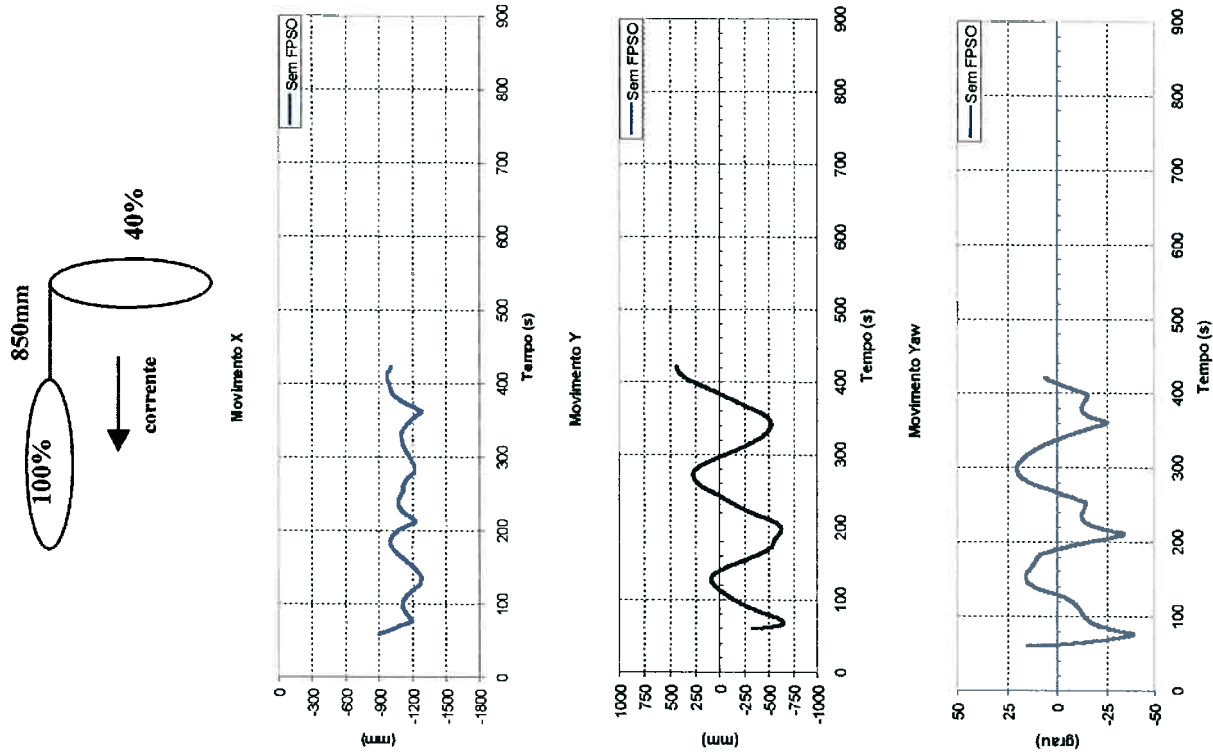 100%
850mm
corrente
40%
Movimento X
0
-300
-600
-900
-1200
-1500
-1800
(mm)
Sem FPSO
0 100 200 300 400 500 600 700 800 900
Tempo (s)
Movimento Y
1000
750
500
250
0
-250
-500
-750
-1000
(mm)
Sem FPSO
0 100 200 300 400 500 600 700 800 900
Tempo (s)
Movimento Yaw
50
25
0
-25
-50
(grau)
Sem FPSO
0 100 200 300 400 500 600 700 800 900
Tempo (s)